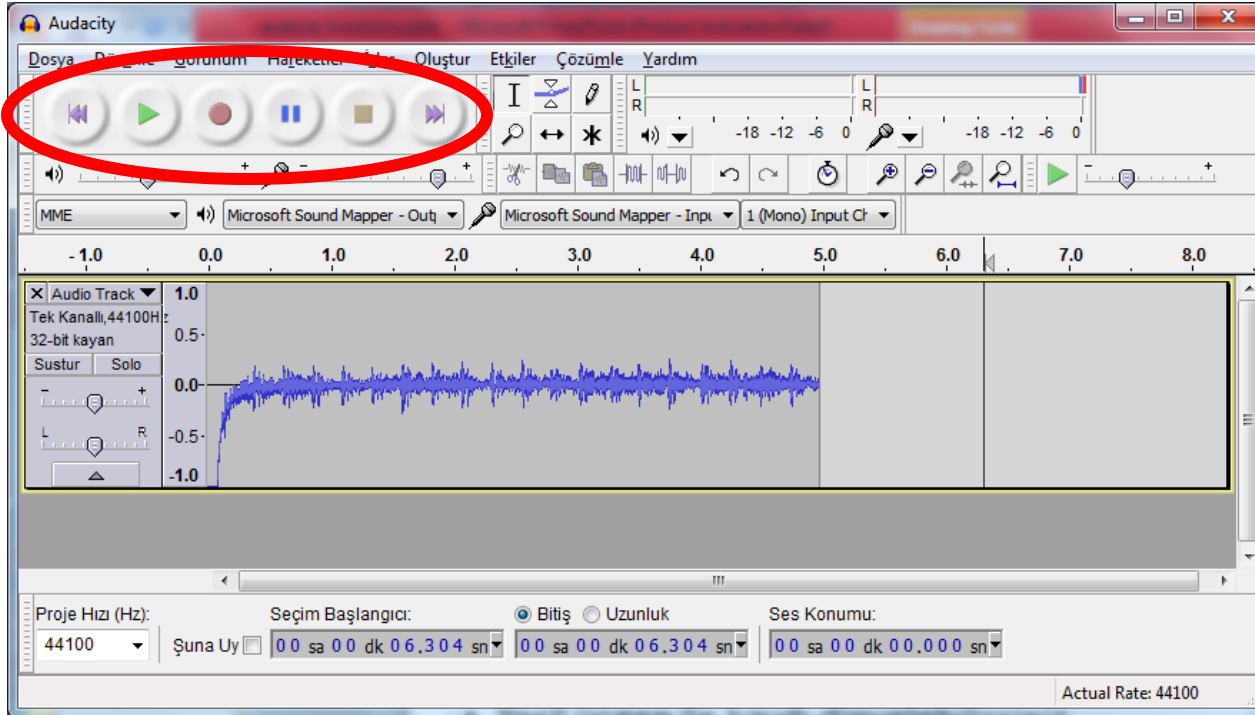 Audacity
Dosya Görünüm Hareketler İzler Oluştur Etkiler Çözümle Yardım
L
R
L
R
-18 -12 -6 0
-18 -12 -6 0
MME
Microsoft Sound Mapper - Outp
Microsoft Sound Mapper - Inpu
1 (Mono) Input Ch
- 1.0 0.0 1.0 2.0 3.0 4.0 5.0 6.0 7.0 8.0
X Audio Track 1.0
Tek Kanallı,44100Hz
32-bit kayan 0.5
Sustur Solo
- + 0.0
L R -0.5
-1.0
Proje Hızı (Hz): Seçim Başlangıcı: Bitiş Uzunluk Ses Konumu:
44100 Şuna Uy 00 sa 00 dk 06.304 sn 00 sa 00 dk 06.304 sn 00 sa 00 dk 00.000 sn
Actual Rate: 44100